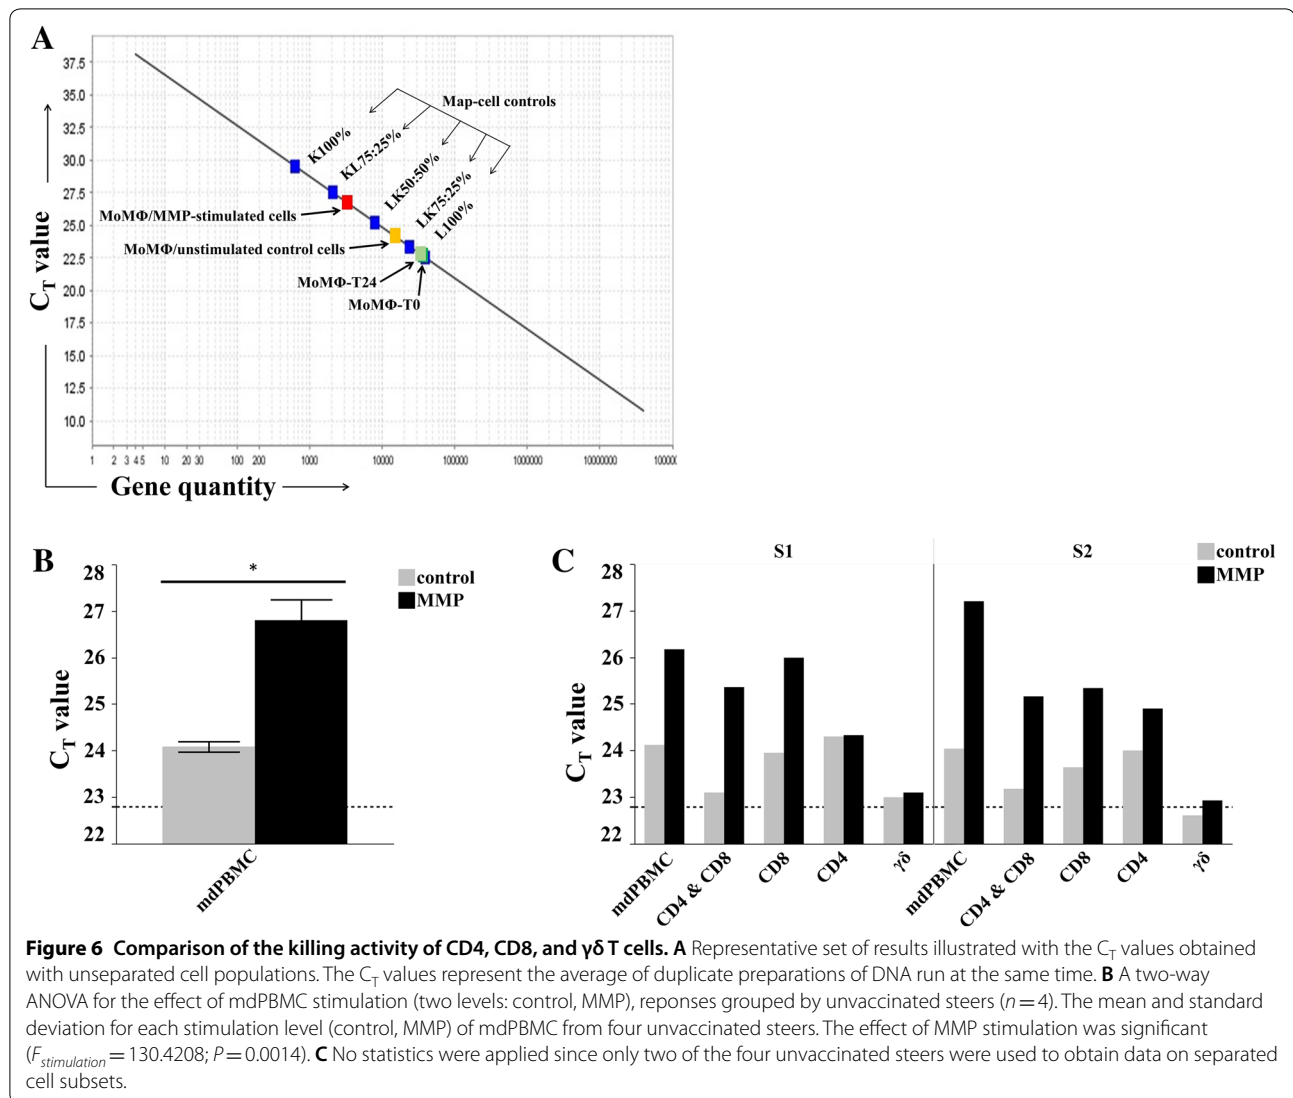 A
37.5
35.0
32.5
30.0
27.5
25.0
22.5
20.0
17.5
15.0
12.5
10.0
C_T value
Map-cell controls
K100%
KL75:25%
LK50:50%
LK75:25%
L100%
MoMΦ/MMP-stimulated cells
MoMΦ/unstimulated control cells
MoMΦ-T24
MoMΦ-T0
1 2 3 4 5 10 20 30 100 200 1000 10000 100000 1000000 10000000 100000
Gene quantity
B
28
27
26
25
24
23
22
C_T value
*
control
MMP
mdPBMC
C
S1 S2
control
MMP
28
27
26
25
24
23
22
C_T value
mdPBMC CD4 & CD8 CD8 CD4 γδ mdPBMC CD4 & CD8 CD8 CD4 γδ
Figure 6 Comparison of the killing activity of CD4, CD8, and γδ T cells. A Representative set of results illustrated with the C_T values obtained
with unseparated cell populations. The C_T values represent the average of duplicate preparations of DNA run at the same time. B A two-way
ANOVA for the effect of mdPBMC stimulation (two levels: control, MMP), reponses grouped by unvaccinated steers (n = 4). The mean and standard
deviation for each stimulation level (control, MMP) of mdPBMC from four unvaccinated steers. The effect of MMP stimulation was significant
(F_stimulation = 130.4208; P = 0.0014). C No statistics were applied since only two of the four unvaccinated steers were used to obtain data on separated
cell subsets.